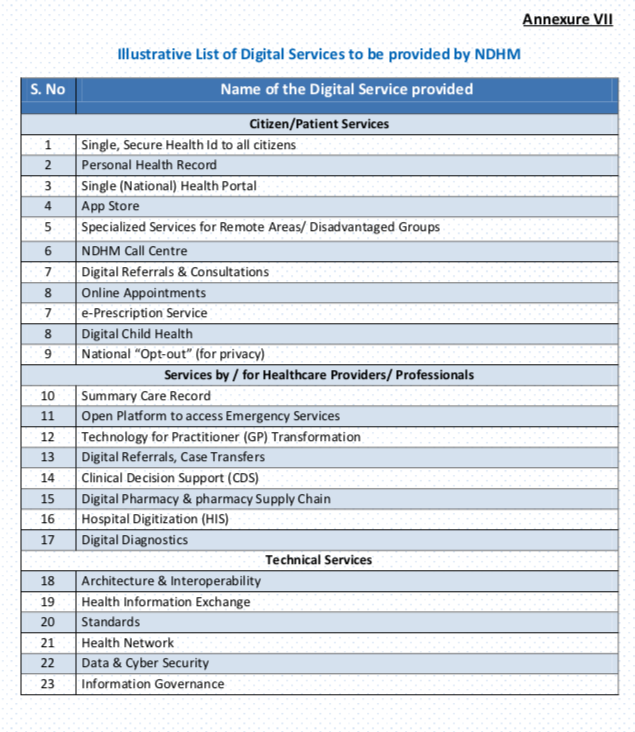 Annexure VII
Illustrative List of Digital Services to be provided by NDHM
S. No Name of the Digital Service provided
Citizen/Patient Services
1 Single, Secure Health Id to all citizens
2 Personal Health Record
3 Single (National) Health Portal
4 App Store
5 Specialized Services for Remote Areas/ Disadvantaged Groups
6 NDHM Call Centre
7 Digital Referrals & Consultations
8 Online Appointments
7 e-Prescription Service
8 Digital Child Health
9 National “Opt-out” (for privacy)
Services by / for Healthcare Providers/ Professionals
10 Summary Care Record
11 Open Platform to access Emergency Services
12 Technology for Practitioner (GP) Transformation
13 Digital Referrals, Case Transfers
14 Clinical Decision Support (CDS)
15 Digital Pharmacy & pharmacy Supply Chain
16 Hospital Digitization (HIS)
17 Digital Diagnostics
Technical Services
18 Architecture & Interoperability
19 Health Information Exchange
20 Standards
21 Health Network
22 Data & Cyber Security
23 Information Governance